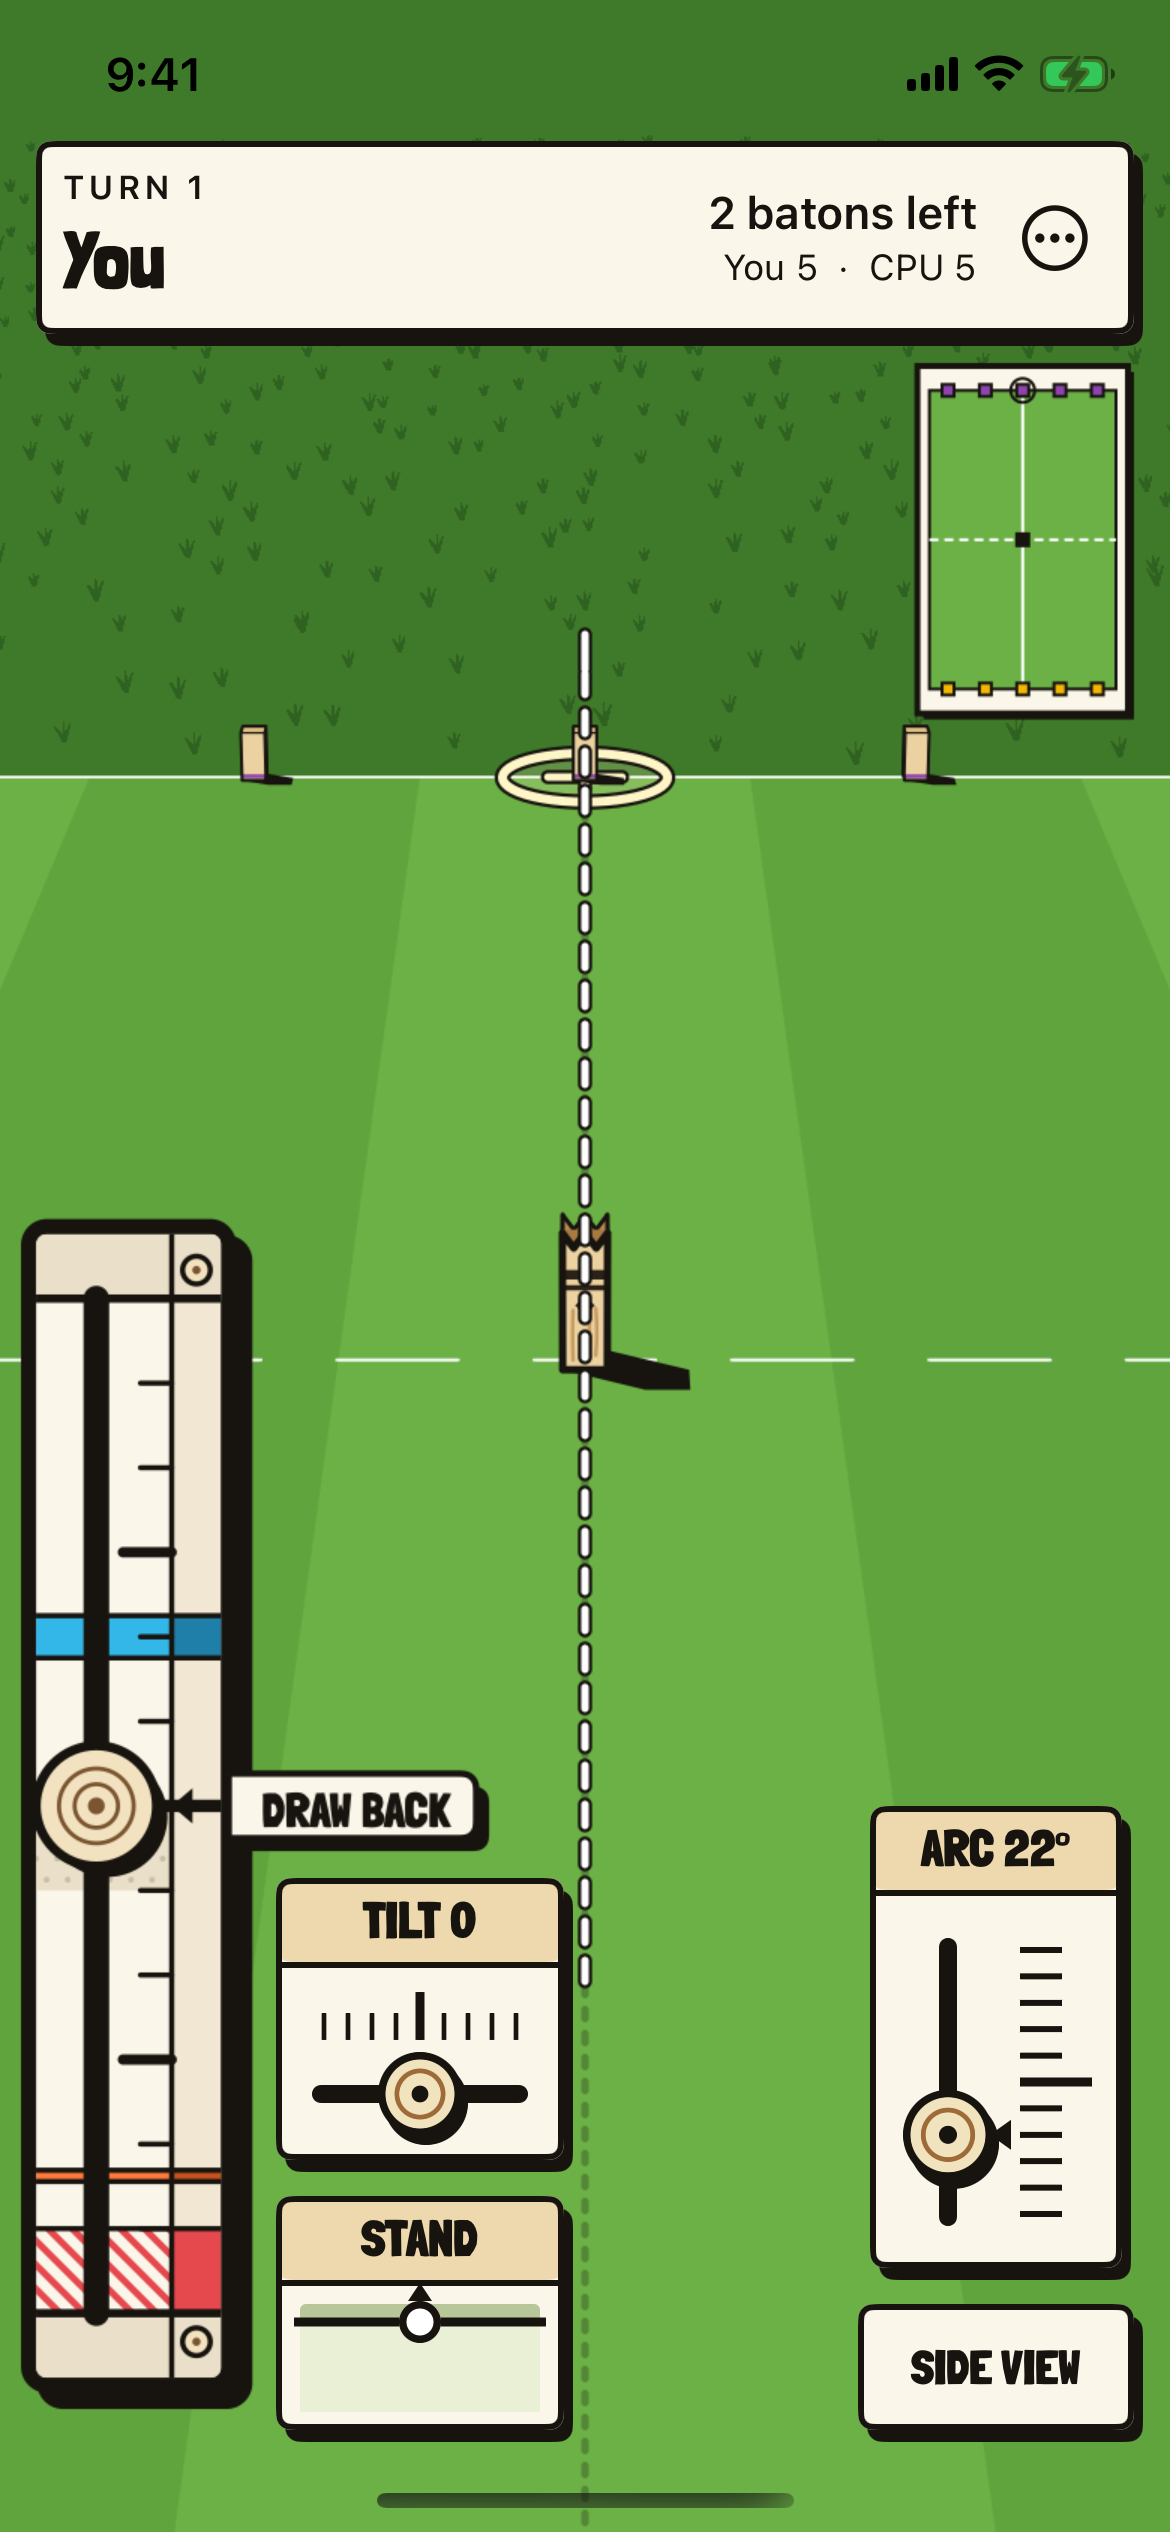 9:41
TURN 1
You
2 batons left
You 5 · CPU 5
DRAW BACK
TILT 0
ARC 22°
STAND
SIDE VIEW